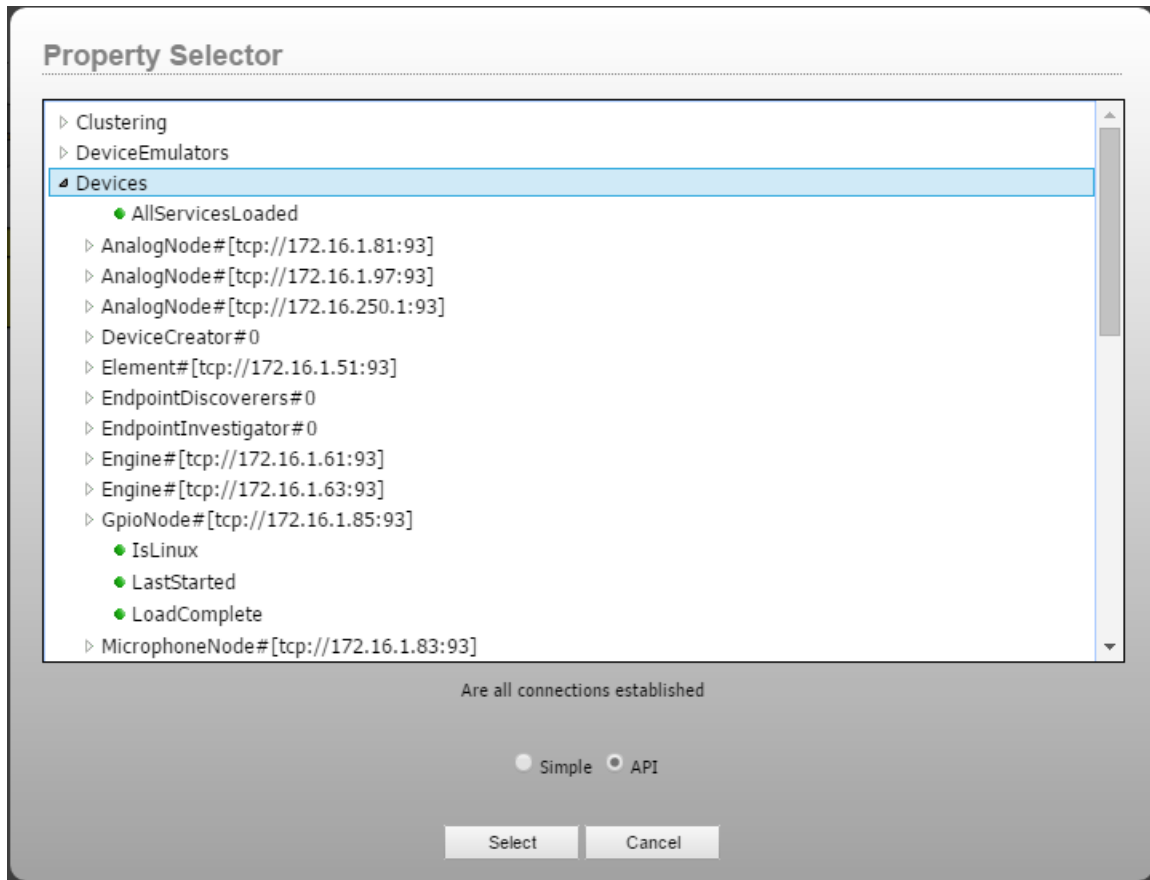 Property Selector
Clustering
DeviceEmulators
Devices
AllServicesLoaded
AnalogNode#[tcp://172.16.1.81:93]
AnalogNode#[tcp://172.16.1.97:93]
AnalogNode#[tcp://172.16.250.1:93]
DeviceCreator#0
Element#[tcp://172.16.1.51:93]
EndpointDiscoverers#0
EndpointInvestigator#0
Engine#[tcp://172.16.1.61:93]
Engine#[tcp://172.16.1.63:93]
GpioNode#[tcp://172.16.1.85:93]
IsLinux
LastStarted
LoadComplete
MicrophoneNode#[tcp://172.16.1.83:93]
Are all connections established
Simple API
Select Cancel